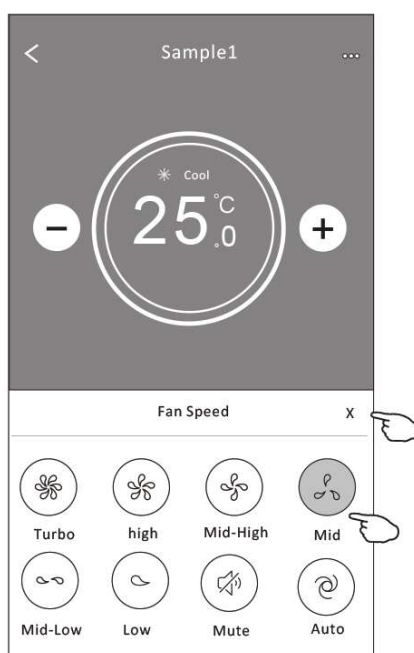 Sample1
Cool
25.0°C
Fan Speed X
Turbo high Mid-High Mid
Mid-Low Low Mute Auto